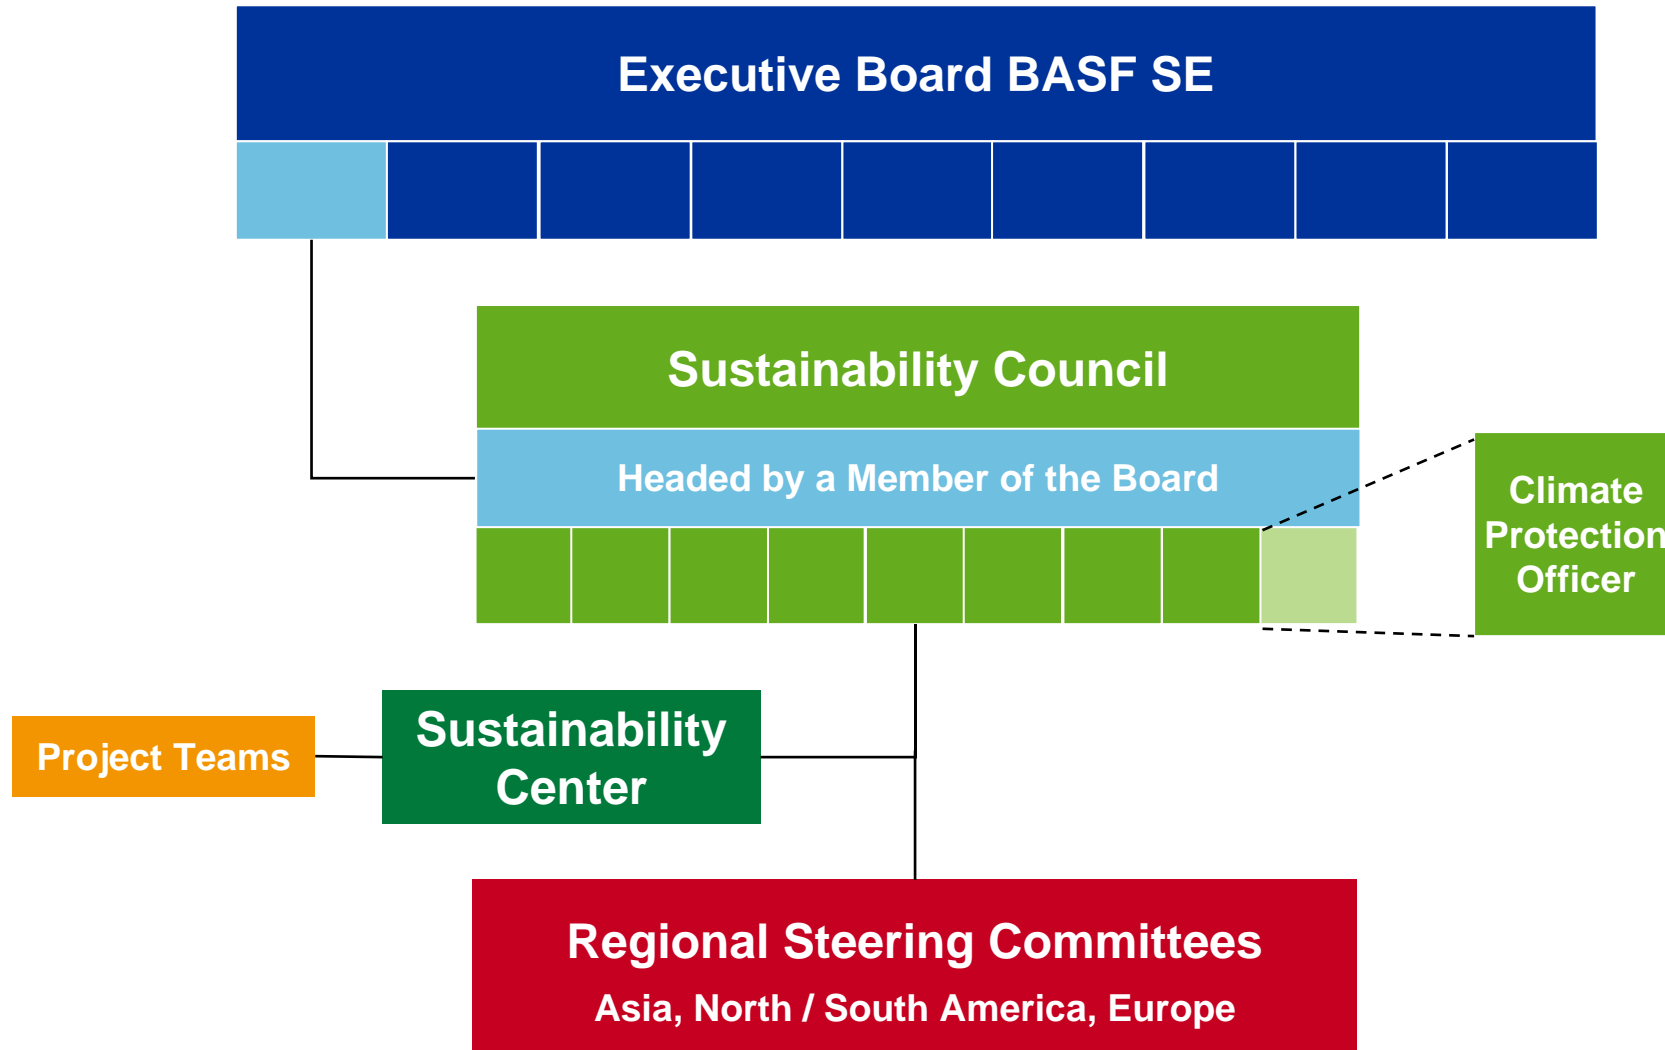 Executive Board BASF SE
Sustainability Council
Headed by a Member of the Board
Climate
Protection
Officer
Sustainability
Center
Project Teams
Regional Steering Committees
Asia, North / South America, Europe